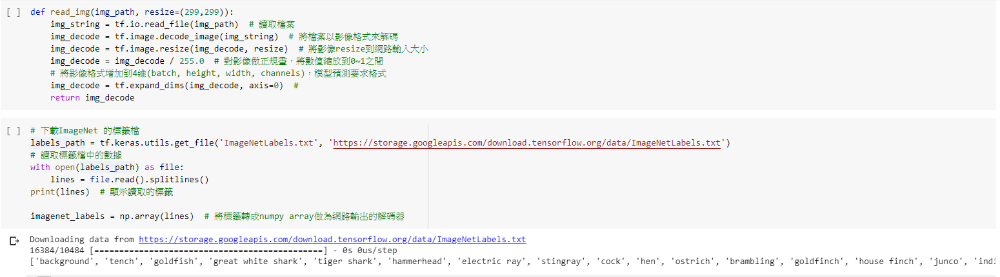 [ ] def read_img(img_path, resize=(299,299)):
img_string = tf.io.read_file(img_path)  # 讀取檔案
img_decode = tf.image.decode_image(img_string)  # 將檔案以影像格式來解碼
img_decode = tf.image.resize(img_decode, resize)  # 將影像resize到網路輸入大小
img_decode = img_decode / 255.0  # 對影像做正規畫，將數值縮放到0~1之間
# 將影像格式增加到4維(batch, height, width, channels)，模型預測要求格式
img_decode = tf.expand_dims(img_decode, axis=0)  #
return img_decode
[ ] # 下載ImageNet 的標籤檔
labels_path = tf.keras.utils.get_file('ImageNetLabels.txt', 'https://storage.googleapis.com/download.tensorflow.org/data/ImageNetLabels.txt')
# 讀取標籤檔中的數據
with open(labels_path) as file:
lines = file.read().splitlines()
print(lines)  # 顯示讀取的標籤
imagenet_labels = np.array(lines)  # 將標籤轉成numpy array做為網路輸出的解碼器
Downloading data from https://storage.googleapis.com/download.tensorflow.org/data/ImageNetLabels.txt
16384/10484 [==============================================] - 0s 0us/step
['background', 'tench', 'goldfish', 'great white shark', 'tiger shark', 'hammerhead', 'electric ray', 'stingray', 'cock', 'hen', 'ostrich', 'brambling', 'goldfinch', 'house finch', 'junco', 'indi